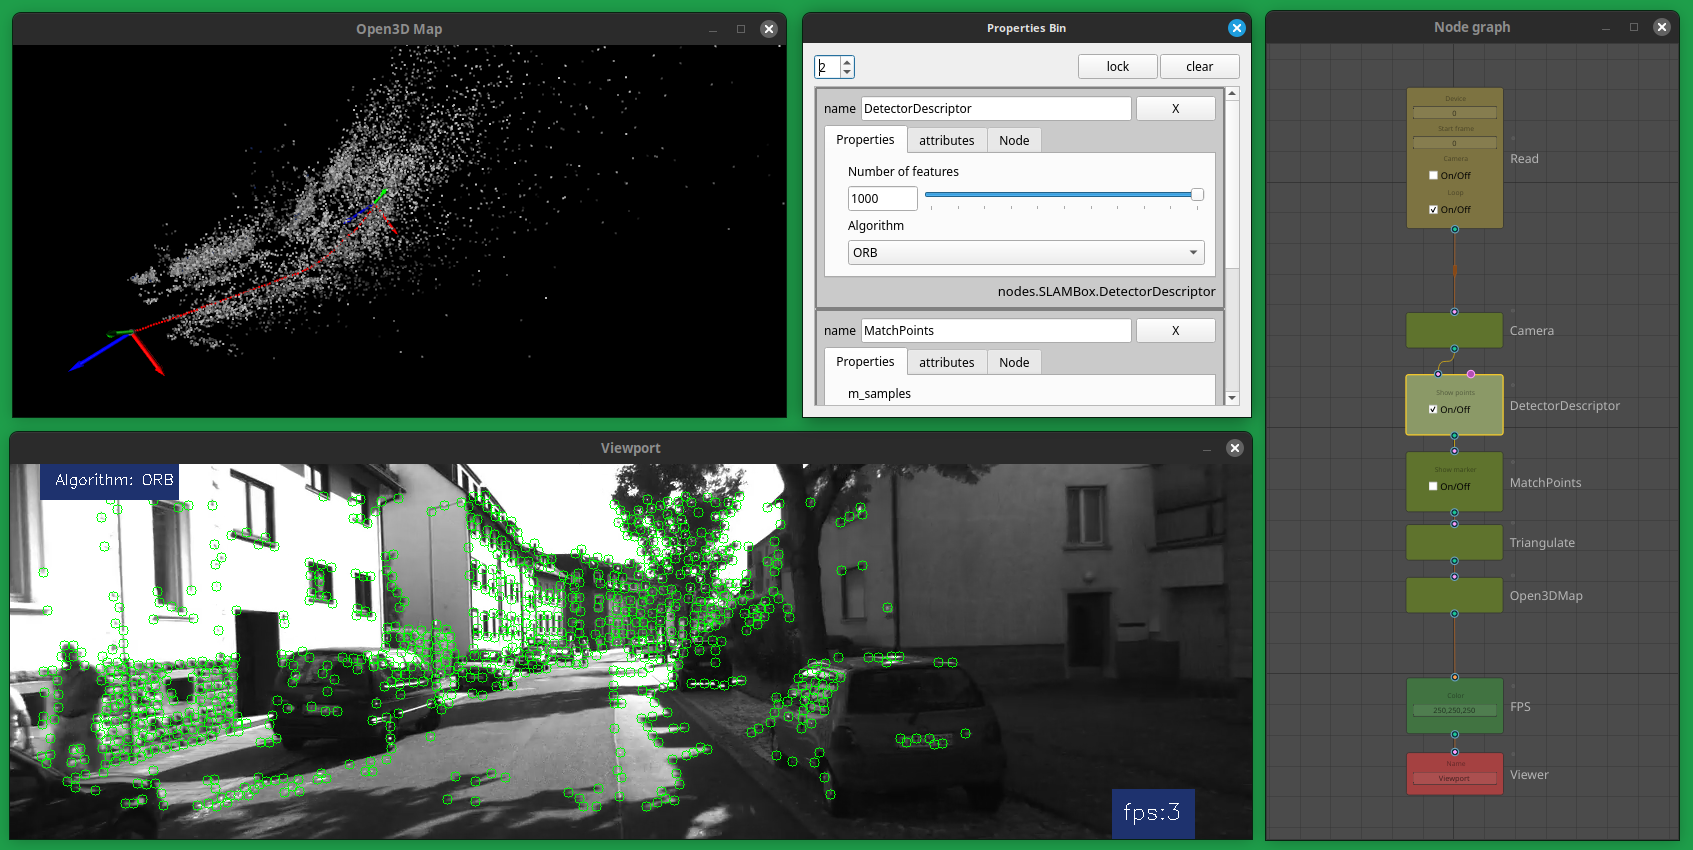 Open3D Map
Properties Bin
2
lock
clear
name
DetectorDescriptor
X
Properties
attributes
Node
Number of features
1000
Algorithm
ORB
nodes.SLAMBox.DetectorDescriptor
name
MatchPoints
X
Properties
attributes
Node
m_samples
Viewport
Algorithm: ORB
fps:3
Node graph
Device
0
Start frame
0
Camera
On/Off
Loop
On/Off
Read
Camera
Show points
On/Off
DetectorDescriptor
Show marker
On/Off
MatchPoints
Triangulate
Open3DMap
Color
250,250,250
FPS
Name
Viewport
Viewer